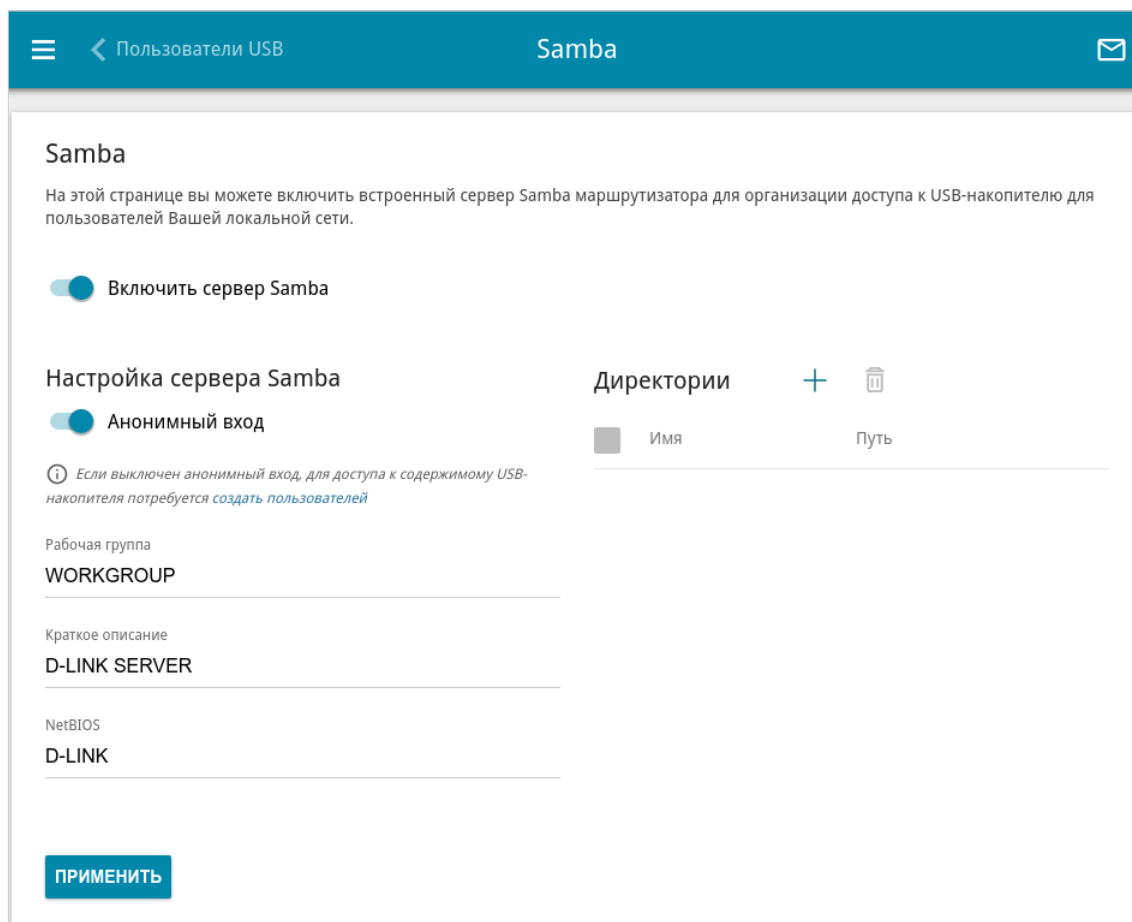 Пользователи USB
Samba
Samba
На этой странице вы можете включить встроенный сервер Samba маршрутизатора для организации доступа к USB-накопителю для
пользователей Вашей локальной сети.
Включить сервер Samba
Настройка сервера Samba
Анонимный вход
Если выключен анонимный вход, для доступа к содержимому USB-
накопителя потребуется создать пользователей
Рабочая группа
WORKGROUP
Краткое описание
D-LINK SERVER
NetBIOS
D-LINK
ПРИМЕНИТЬ
Директории
Имя
Путь